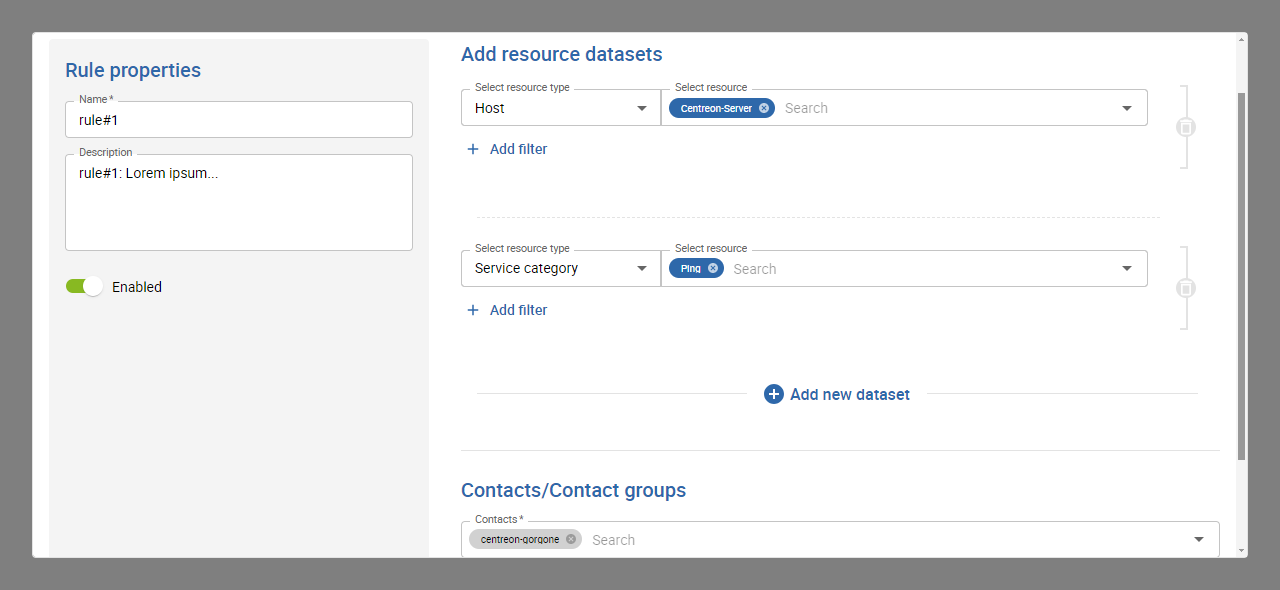 Rule properties
Name *
rule#1
Description
rule#1: Lorem ipsum...
Enabled
Add resource datasets
Select resource type
Host
Select resource
Centreon-Server
Search
+ Add filter
Select resource type
Service category
Select resource
Ping
Search
+ Add filter
Add new dataset
Contacts/Contact groups
Contacts *
centreon-gorgone
Search